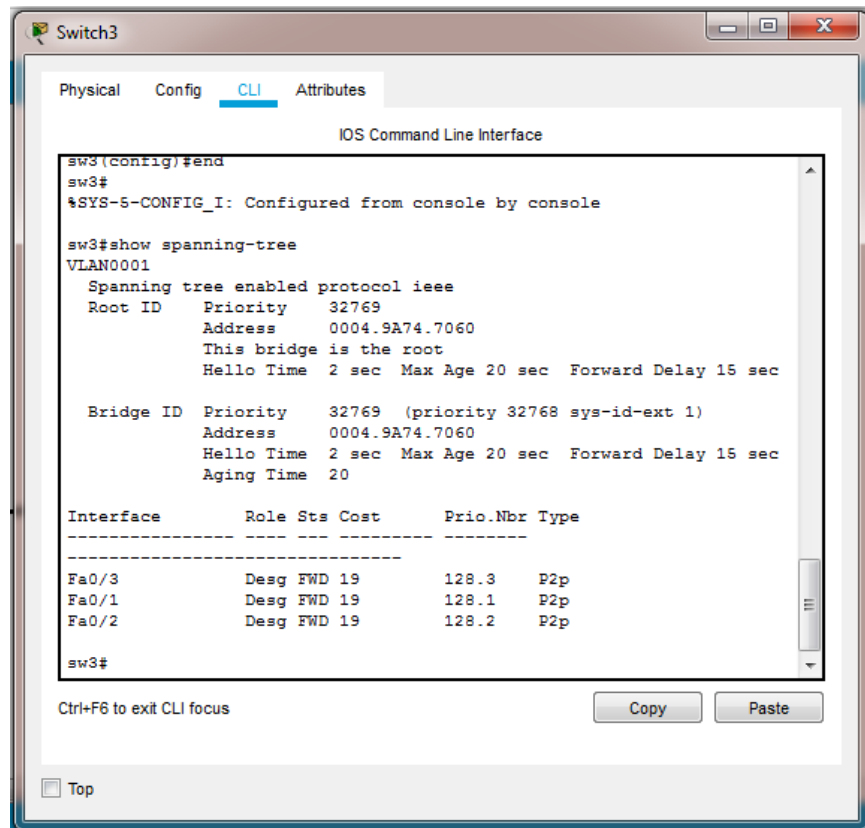 Switch3
Physical Config CLI Attributes
IOS Command Line Interface
sw3(config)#end
sw3#
%SYS-5-CONFIG_I: Configured from console by console
sw3#show spanning-tree
VLAN0001
  Spanning tree enabled protocol ieee
  Root ID    Priority    32769
             Address     0004.9A74.7060
             This bridge is the root
             Hello Time  2 sec  Max Age 20 sec  Forward Delay 15 sec
  Bridge ID  Priority    32769  (priority 32768 sys-id-ext 1)
             Address     0004.9A74.7060
             Hello Time  2 sec  Max Age 20 sec  Forward Delay 15 sec
             Aging Time  20
Interface        Role Sts Cost      Prio.Nbr Type
---------------- ---- --- --------- --------
--------------------------------
Fa0/3            Desg FWD 19        128.3    P2p
Fa0/1            Desg FWD 19        128.1    P2p
Fa0/2            Desg FWD 19        128.2    P2p
sw3#
Ctrl+F6 to exit CLI focus Copy Paste
Top